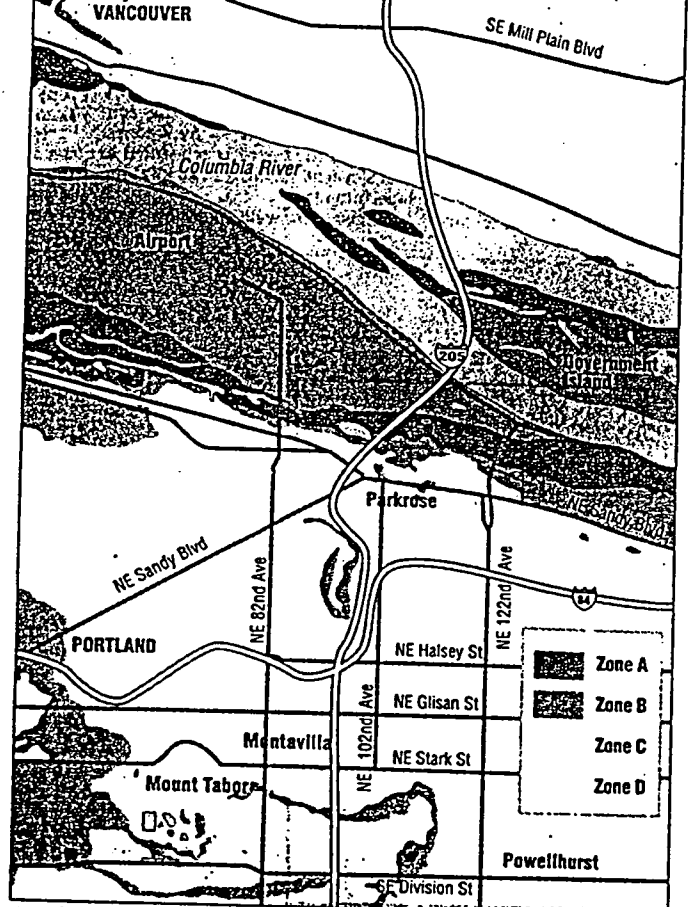 VANCOUVER
SE Mill Plain Blvd
Columbia River
Airport
205
Government
Island
Parkrose
NE Sandy Blvd
NE Sandy Blvd
NE 82nd Ave
NE 122nd Ave
84
PORTLAND
NE Halsey St
NE Glisan St
NE 102nd Ave
Montavilla
NE Stark St
Mount Tabor
Zone A
Zone B
Zone C
Zone D
Powellhurst
SE Division St